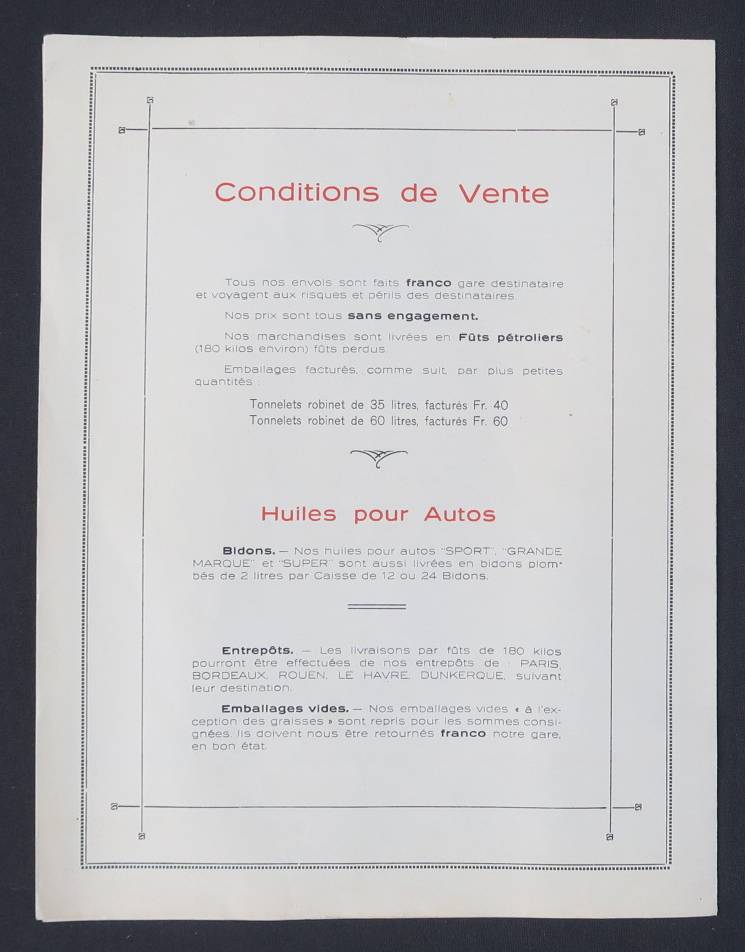 Conditions de Vente
Tous nos envois sont faits franco gare destinataire
et voyagent aux risques et périls des destinataires.
Nos prix sont tous sans engagement.
Nos marchandises sont livrées en Fûts pétroliers
(180 kilos environ) fûts perdus.
Emballages facturés, comme suit, par plus petites
quantités :
Tonnelets robinet de 35 litres, facturés Fr. 40
Tonnelets robinet de 60 litres, facturés Fr. 60
Huiles pour Autos
Bidons. — Nos huiles pour autos "SPORT", "GRANDE
MARQUE" et "SUPER" sont aussi livrées en bidons plom-
bés de 2 litres par Caisse de 12 ou 24 Bidons.
Entrepôts. — Les livraisons par fûts de 180 kilos
pourront être effectuées de nos entrepôts de : PARIS,
BORDEAUX, ROUEN, LE HAVRE, DUNKERQUE, suivant
leur destination.
Emballages vides. — Nos emballages vides « à l'ex-
ception des graisses » sont repris pour les sommes consi-
gnées. Ils doivent nous être retournés franco notre gare,
en bon état.